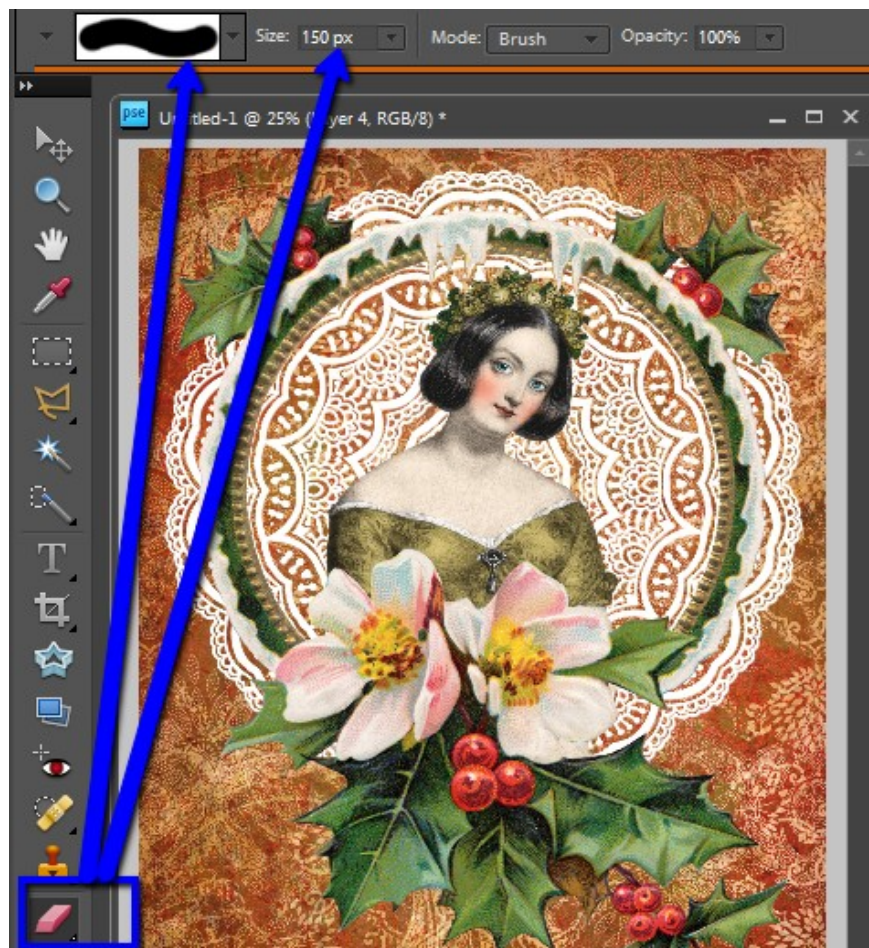 Size: 150 px Mode: Brush Opacity: 100%
pse Untitled-1 @ 25% (Layer 4, RGB/8) *
T